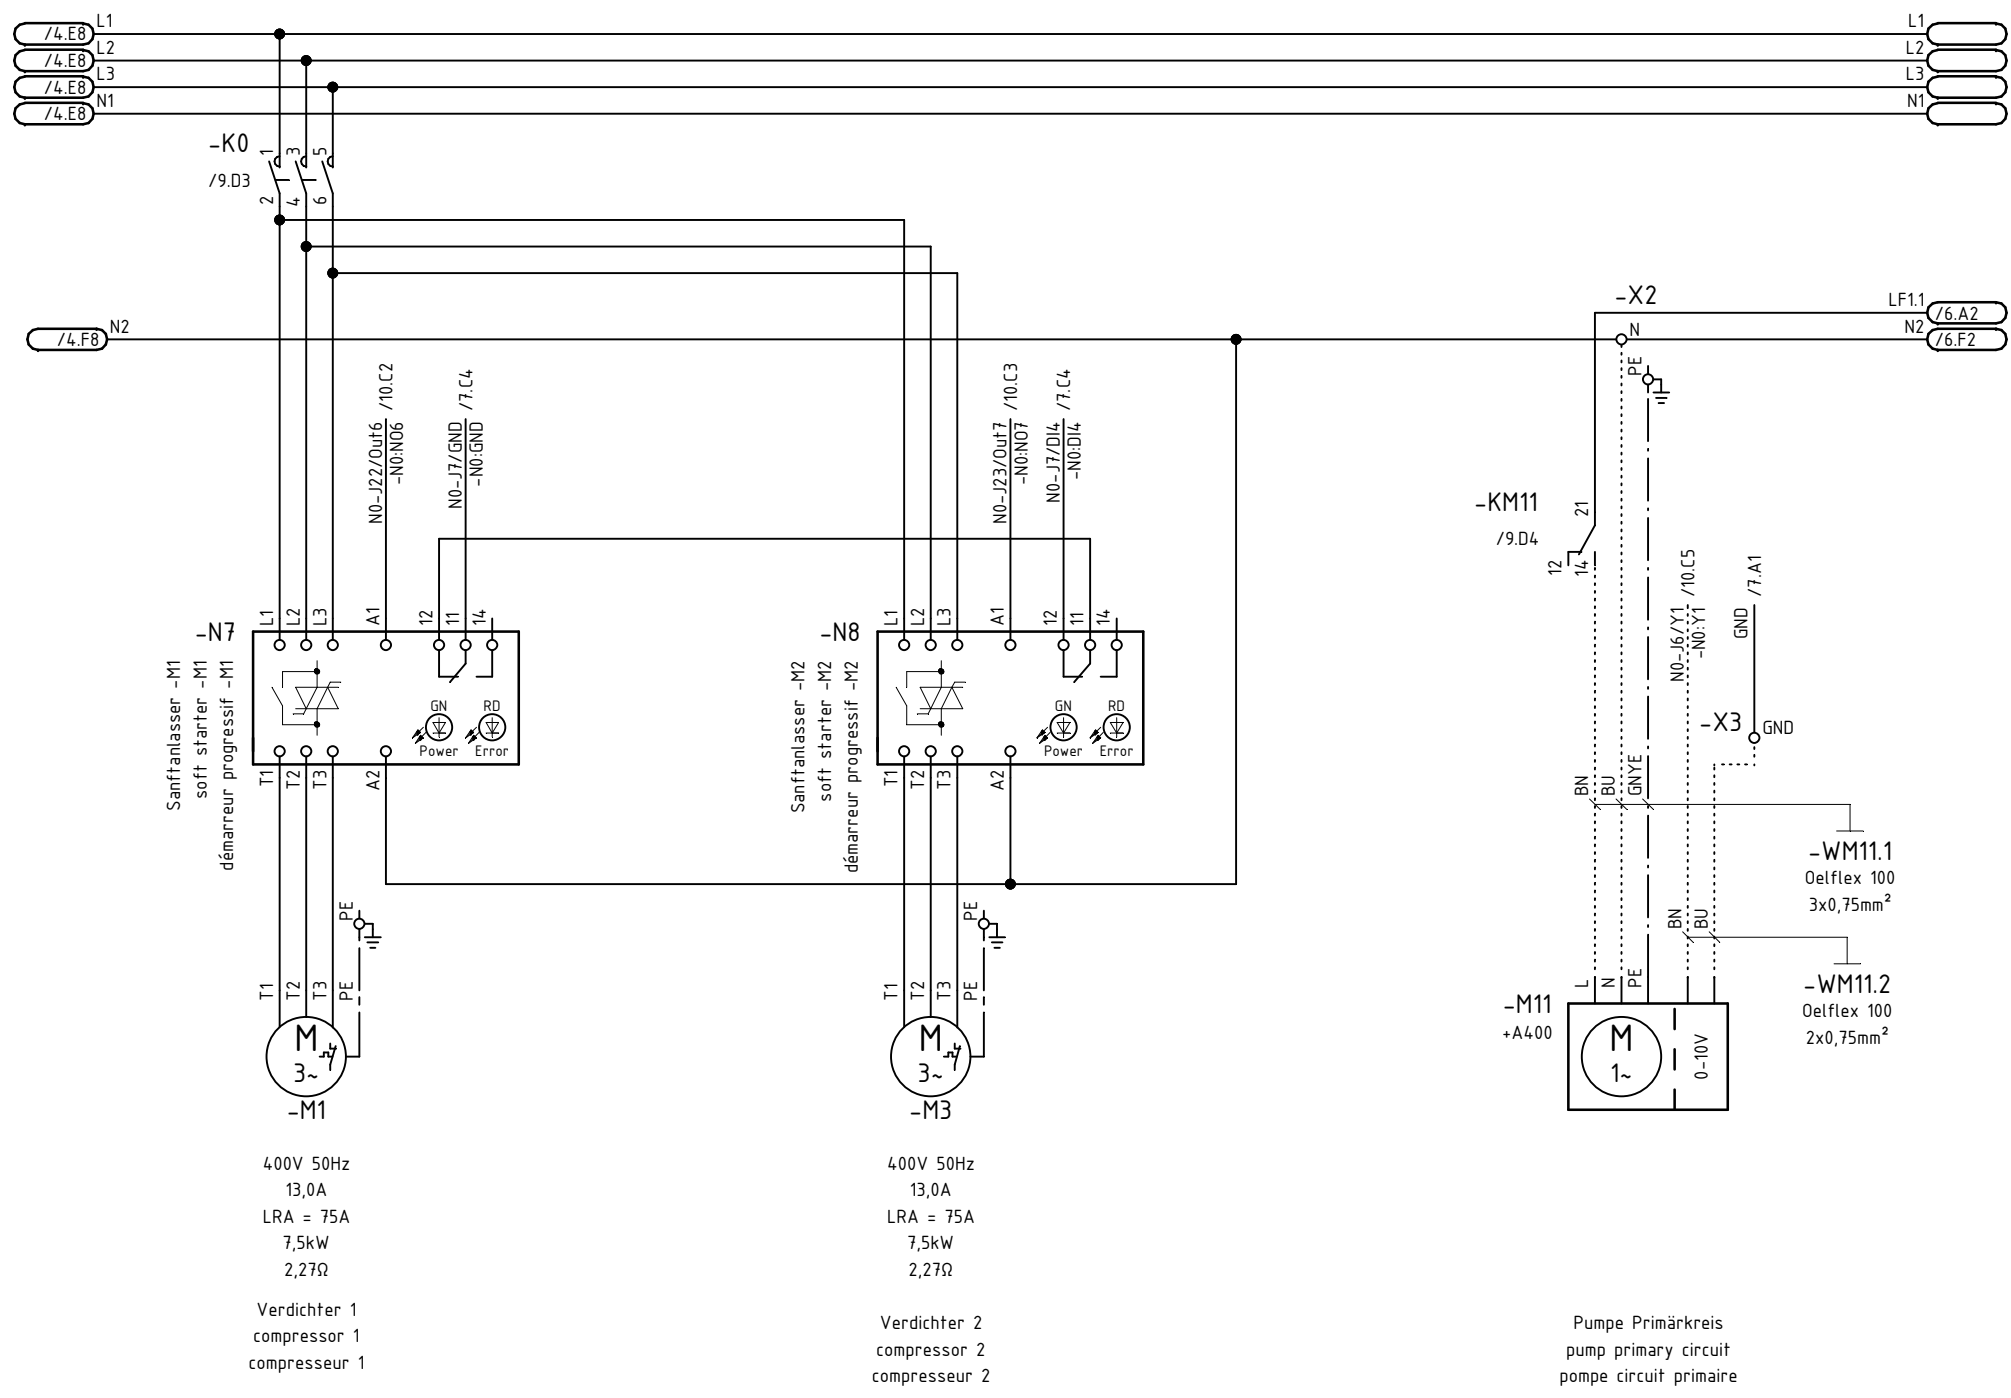 L1
/4.E8
L1
L2
/4.E8
L2
L3
/4.E8
L3
N1
/4.E8
N1
-K0
/9.D3
1
3
5
2
4
6
-X2
LF1.1
/6.A2
N2
/4.F8
N
N2
/6.F2
PE
N0-J22/Out6 /10.C2
-N0:NO6
N0-J7/GND /7.C4
-N0:GND
N0-J23/Out7 /10.C3
-N0:NO7
N0-J7/DI4 /7.C4
-N0:DI4
-KM11
/9.D4
21
12
14
N0-J6/Y1 /10.C5
-N0:Y1
GND /7.A1
-X3
GND
-N7
Sanftanlasser -M1
soft starter -M1
démarreur progressif -M1
L1
L2
L3
A1
12
11
14
GN
Power
RD
Error
T1
T2
T3
A2
-N8
Sanftanlasser -M2
soft starter -M2
démarreur progressif -M2
L1
L2
L3
A1
12
11
14
GN
Power
RD
Error
T1
T2
T3
A2
BN
BU
GNYE
-WM11.1
Oelflex 100
3x0,75mm²
BN
BU
-WM11.2
Oelflex 100
2x0,75mm²
PE
T1
T2
T3
PE
M
3~
-M1
PE
T1
T2
T3
PE
M
3~
-M3
L
N
PE
-M11
+A400
M
1~
0-10V
400V 50Hz
13,0A
LRA = 75A
7,5kW
2,27Ω
Verdichter 1
compressor 1
compresseur 1
400V 50Hz
13,0A
LRA = 75A
7,5kW
2,27Ω
Verdichter 2
compressor 2
compresseur 2
Pumpe Primärkreis
pump primary circuit
pompe circuit primaire